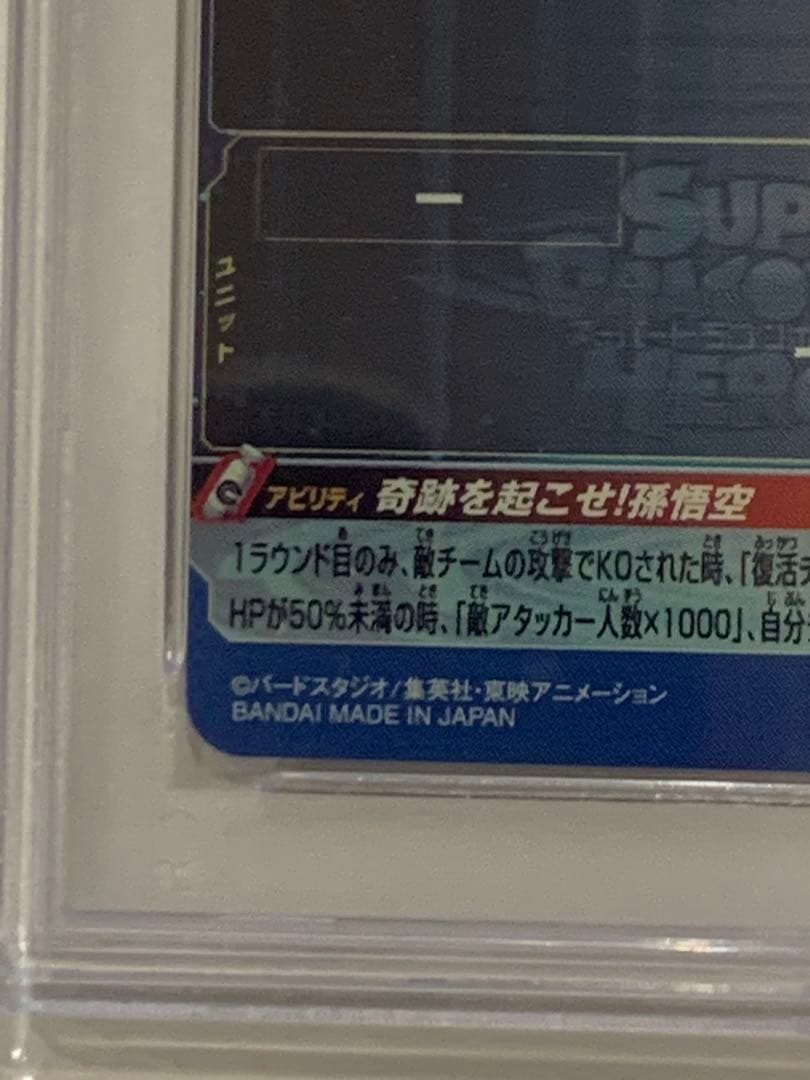 —
SUP
ユニット
アビリティ 奇跡を起こせ!孫悟空
1ラウンド目のみ、敵チームの攻撃でKOされた時、「復活
HPが50%未満の時、「敵アタッカー人数×1000」、自分
©バードスタジオ/集英社・東映アニメーション
BANDAI MADE IN JAPAN